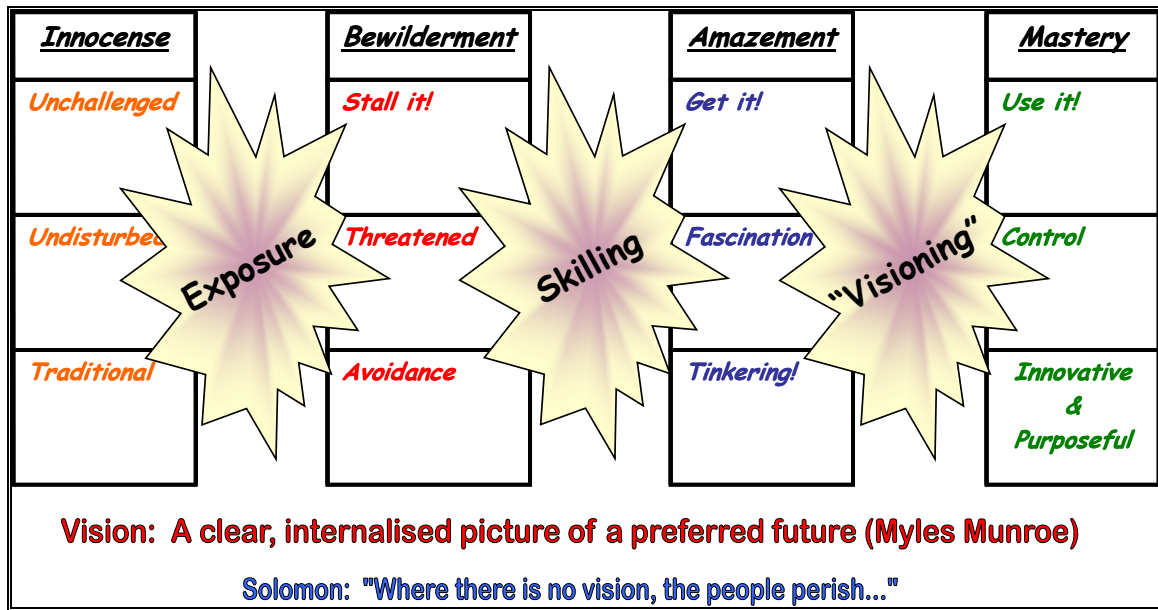 Innocense
Bewilderment
Amazement
Mastery
Unchallenged
Stall it!
Get it!
Use it!
Undisturbed
Threatened
Fascination
Control
Exposure
Skilling
“Visioning”
Traditional
Avoidance
Tinkering!
Innovative
&
Purposeful
Vision: A clear, internalised picture of a preferred future (Myles Munroe)
Solomon: "Where there is no vision, the people perish..."